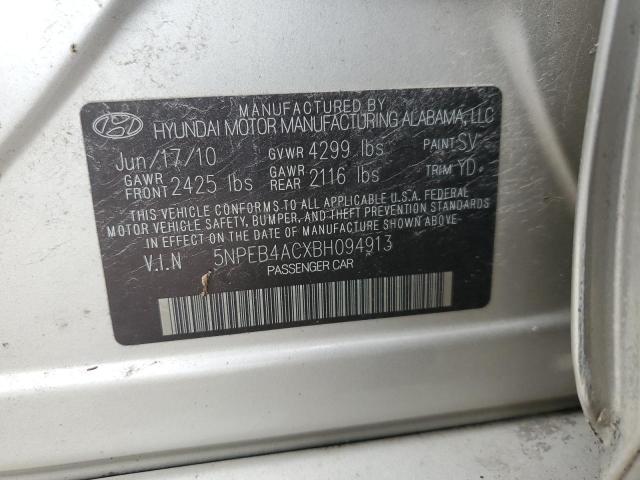 MANUFACTURED BY
HYUNDAI MOTOR MANUFACTURING ALABAMA, LLC
Jun/17/10 GVWR 4299 lbs PAINT SV
GAWR FRONT 2425 lbs GAWR REAR 2116 lbs TRIM YD
THIS VEHICLE CONFORMS TO ALL APPLICABLE U.S.A. FEDERAL
MOTOR VEHICLE SAFETY, BUMPER, AND THEFT PREVENTION STANDARDS
IN EFFECT ON THE DATE OF MANUFACTURE SHOWN ABOVE.
V.I.N 5NPEB4ACXBH094913
PASSENGER CAR